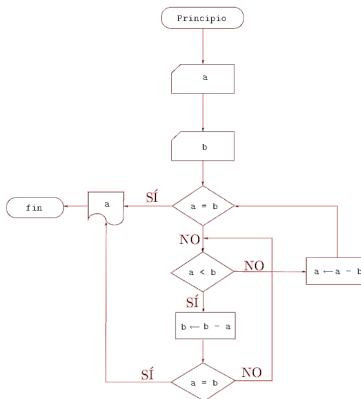 Principio
a
b
a = b
SÍ
a
fin
NO
a < b
NO
a ← a - b
SÍ
b ← b - a
a = b
SÍ
NO